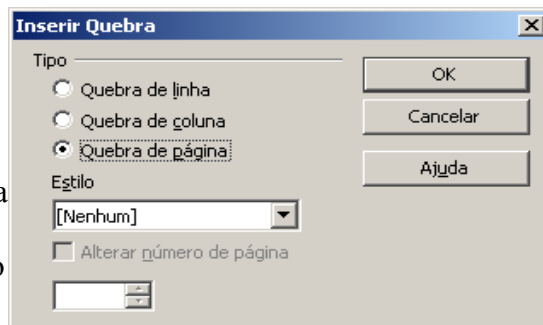 Inserir Quebra
Tipo
Quebra de linha
Quebra de coluna
Quebra de página
Estilo
[Nenhum]
Alterar número de página
OK
Cancelar
Ajuda
a
o